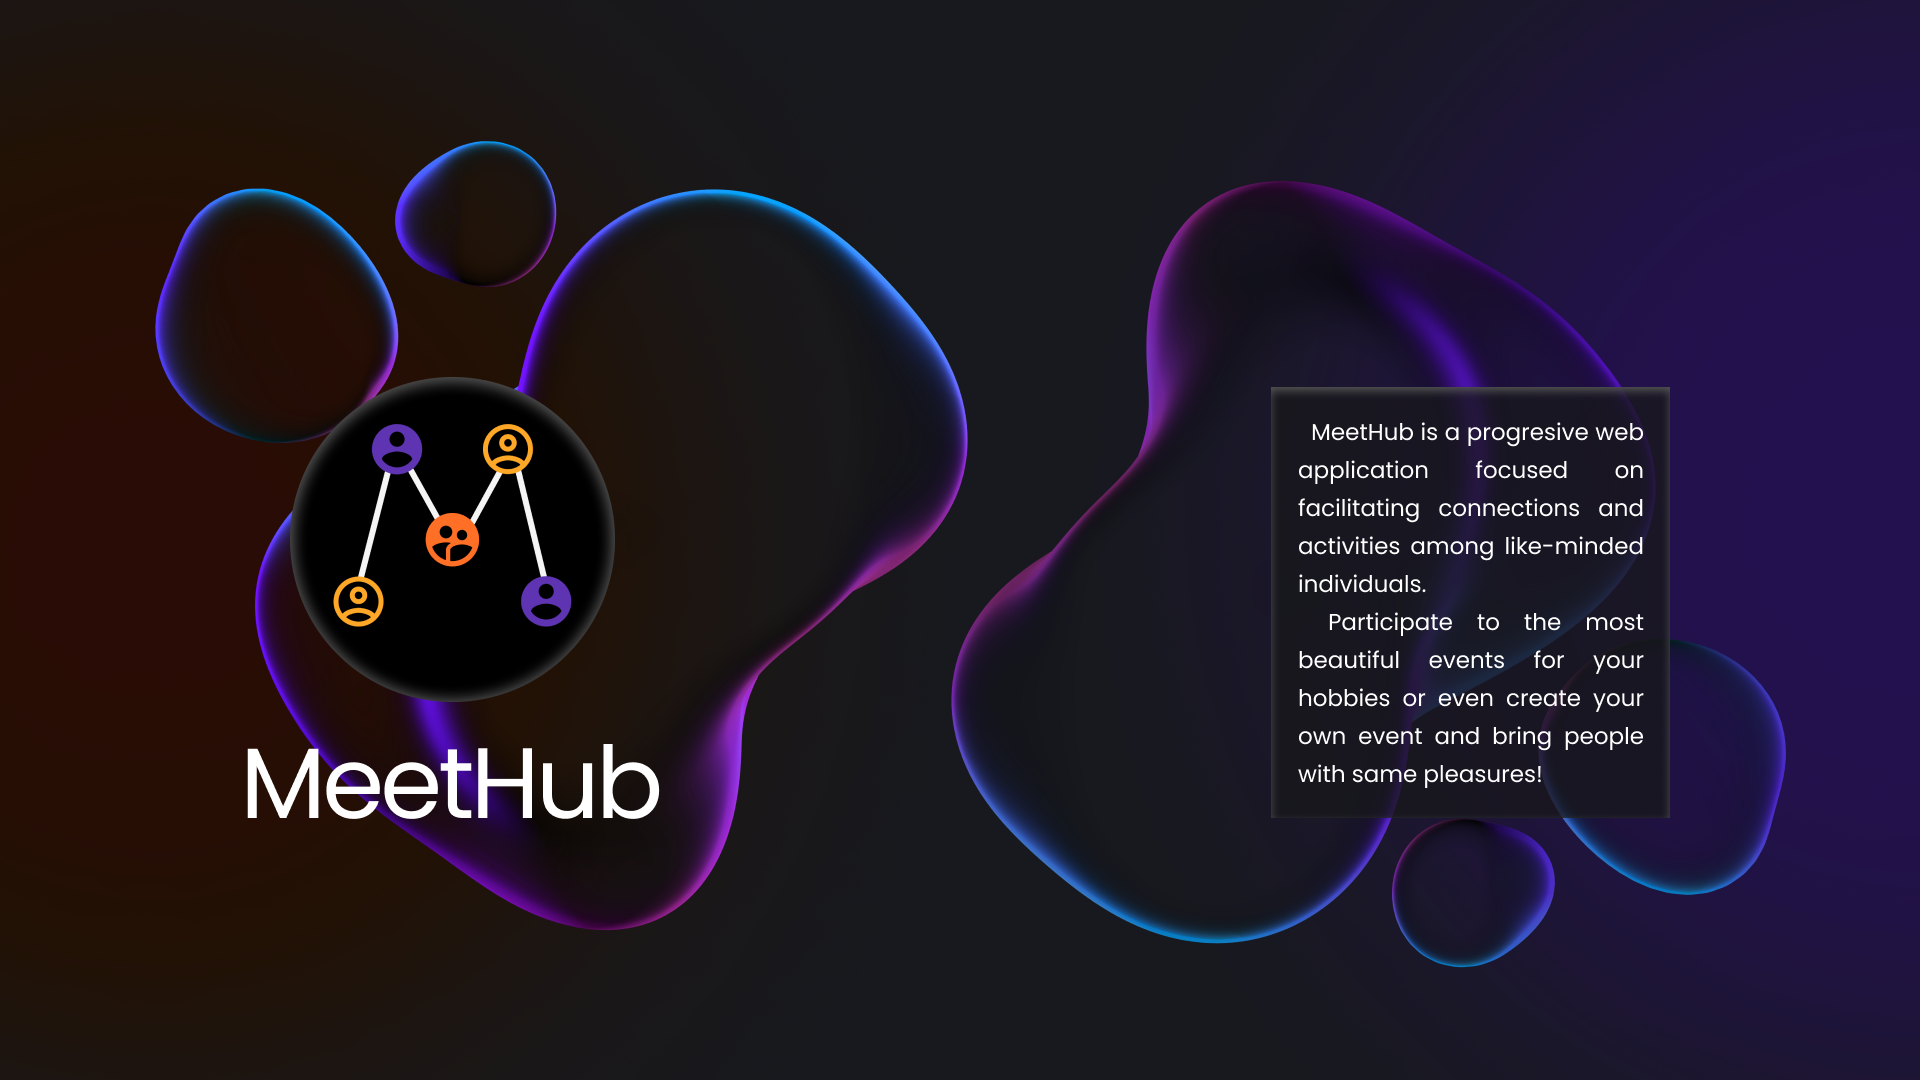 MeetHub
MeetHub is a progresive web
application focused on
facilitating connections and
activities among like-minded
individuals.
Participate to the most
beautiful events for your
hobbies or even create your
own event and bring people
with same pleasures!